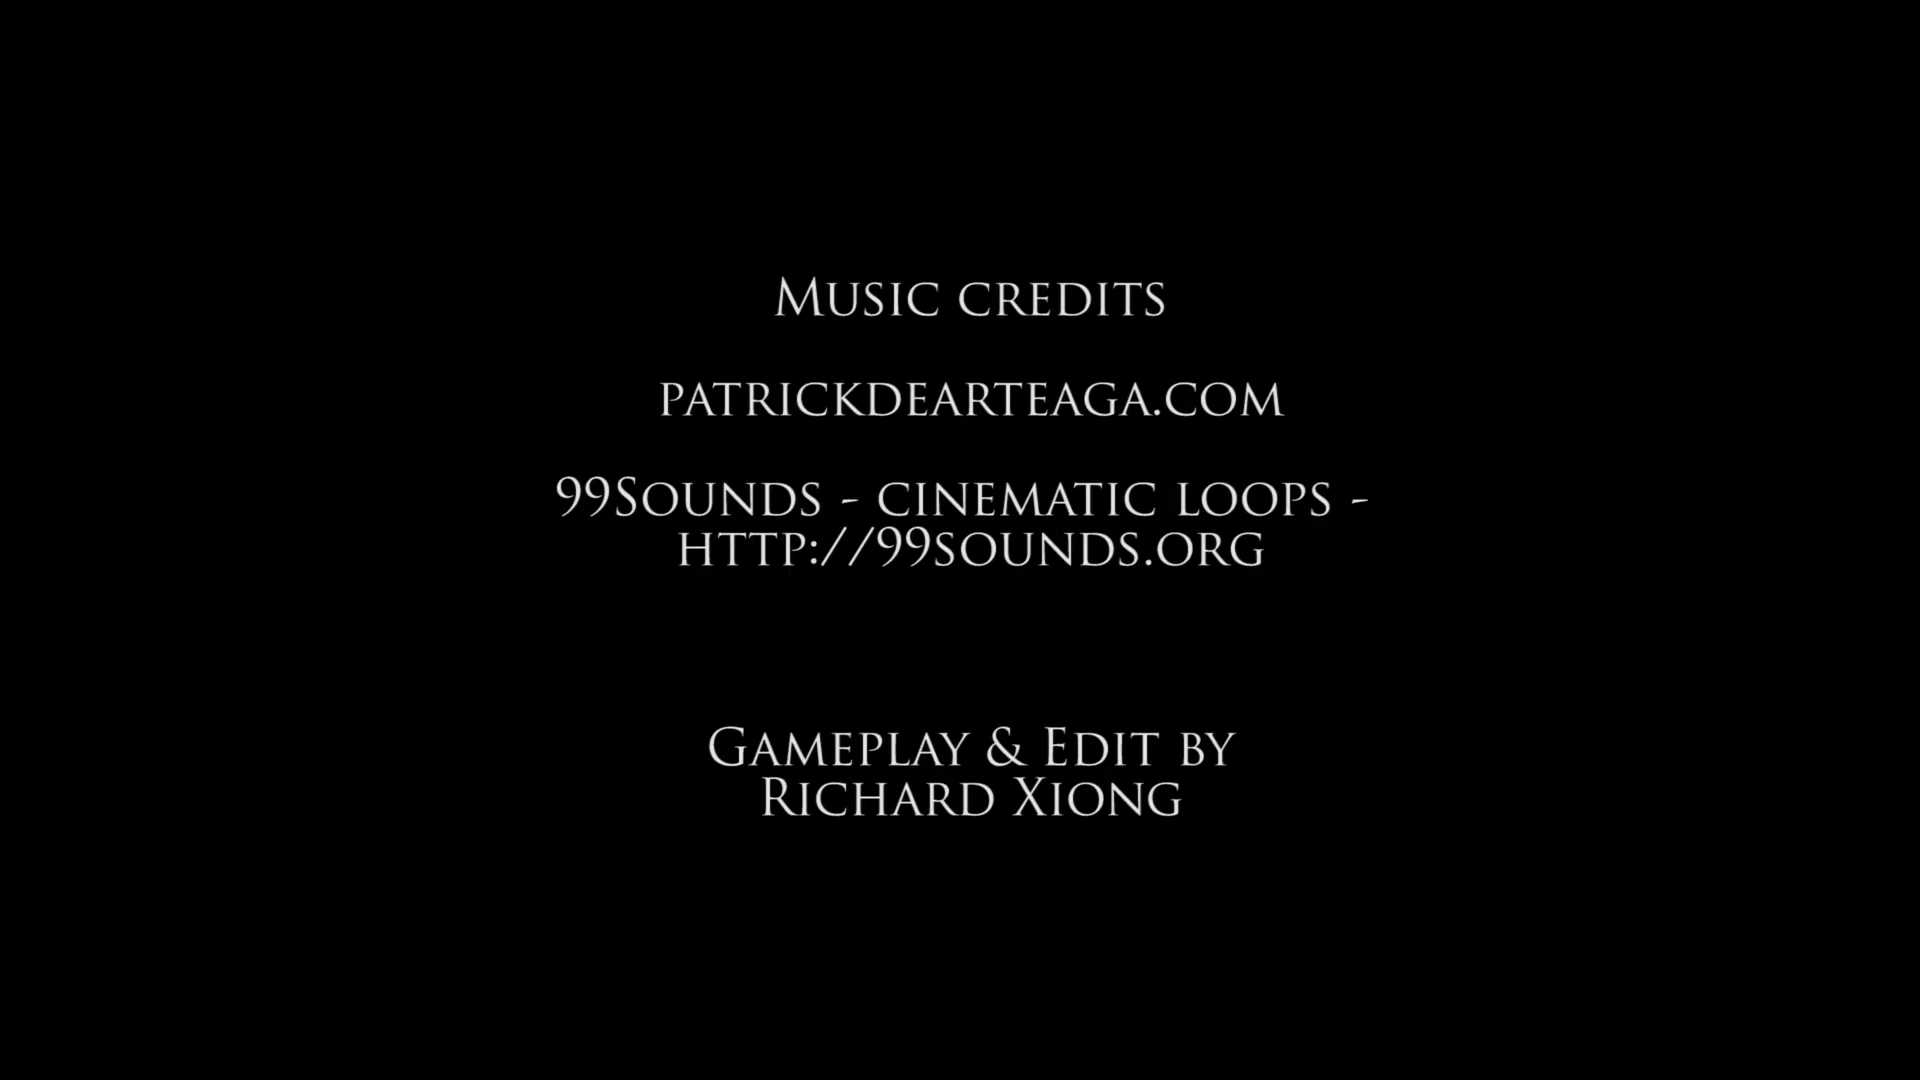 Music credits
patrickdearteaga.com
99Sounds - cinematic loops -
http://99sounds.org
Gameplay & Edit by
Richard Xiong